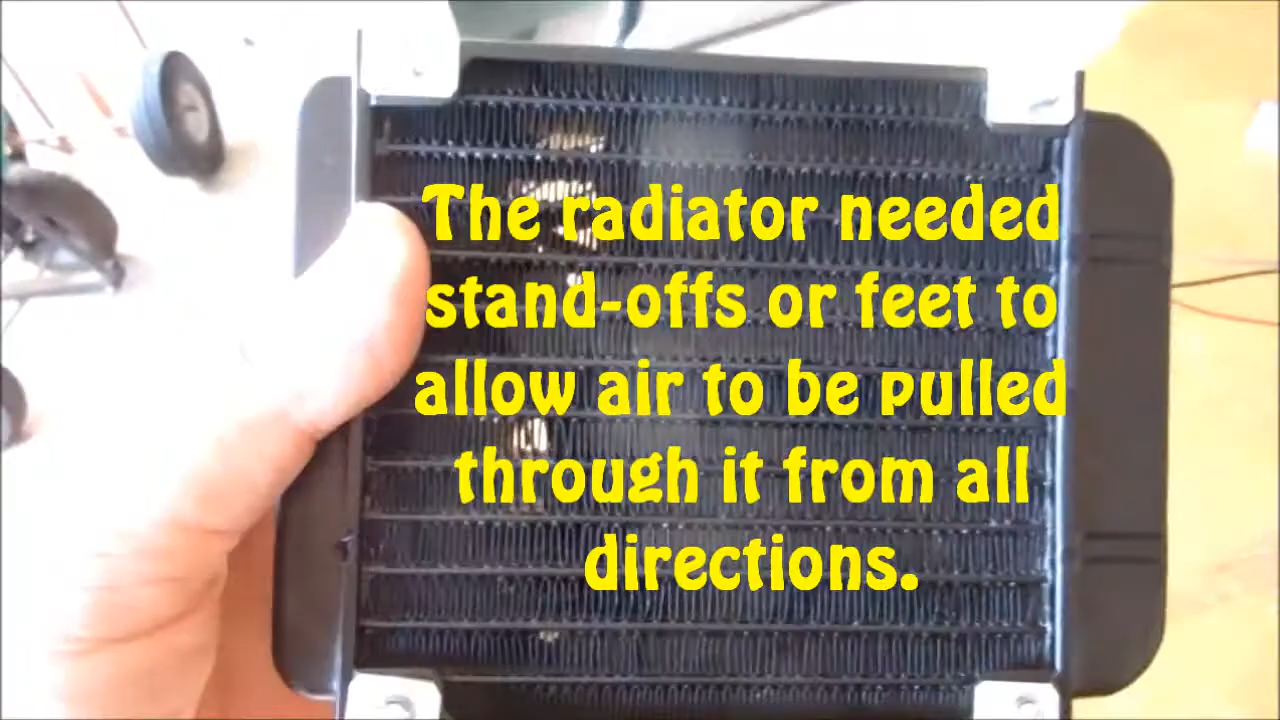 The radiator needed
stand-offs or feet to
allow air to be pulled
through it from all
directions.